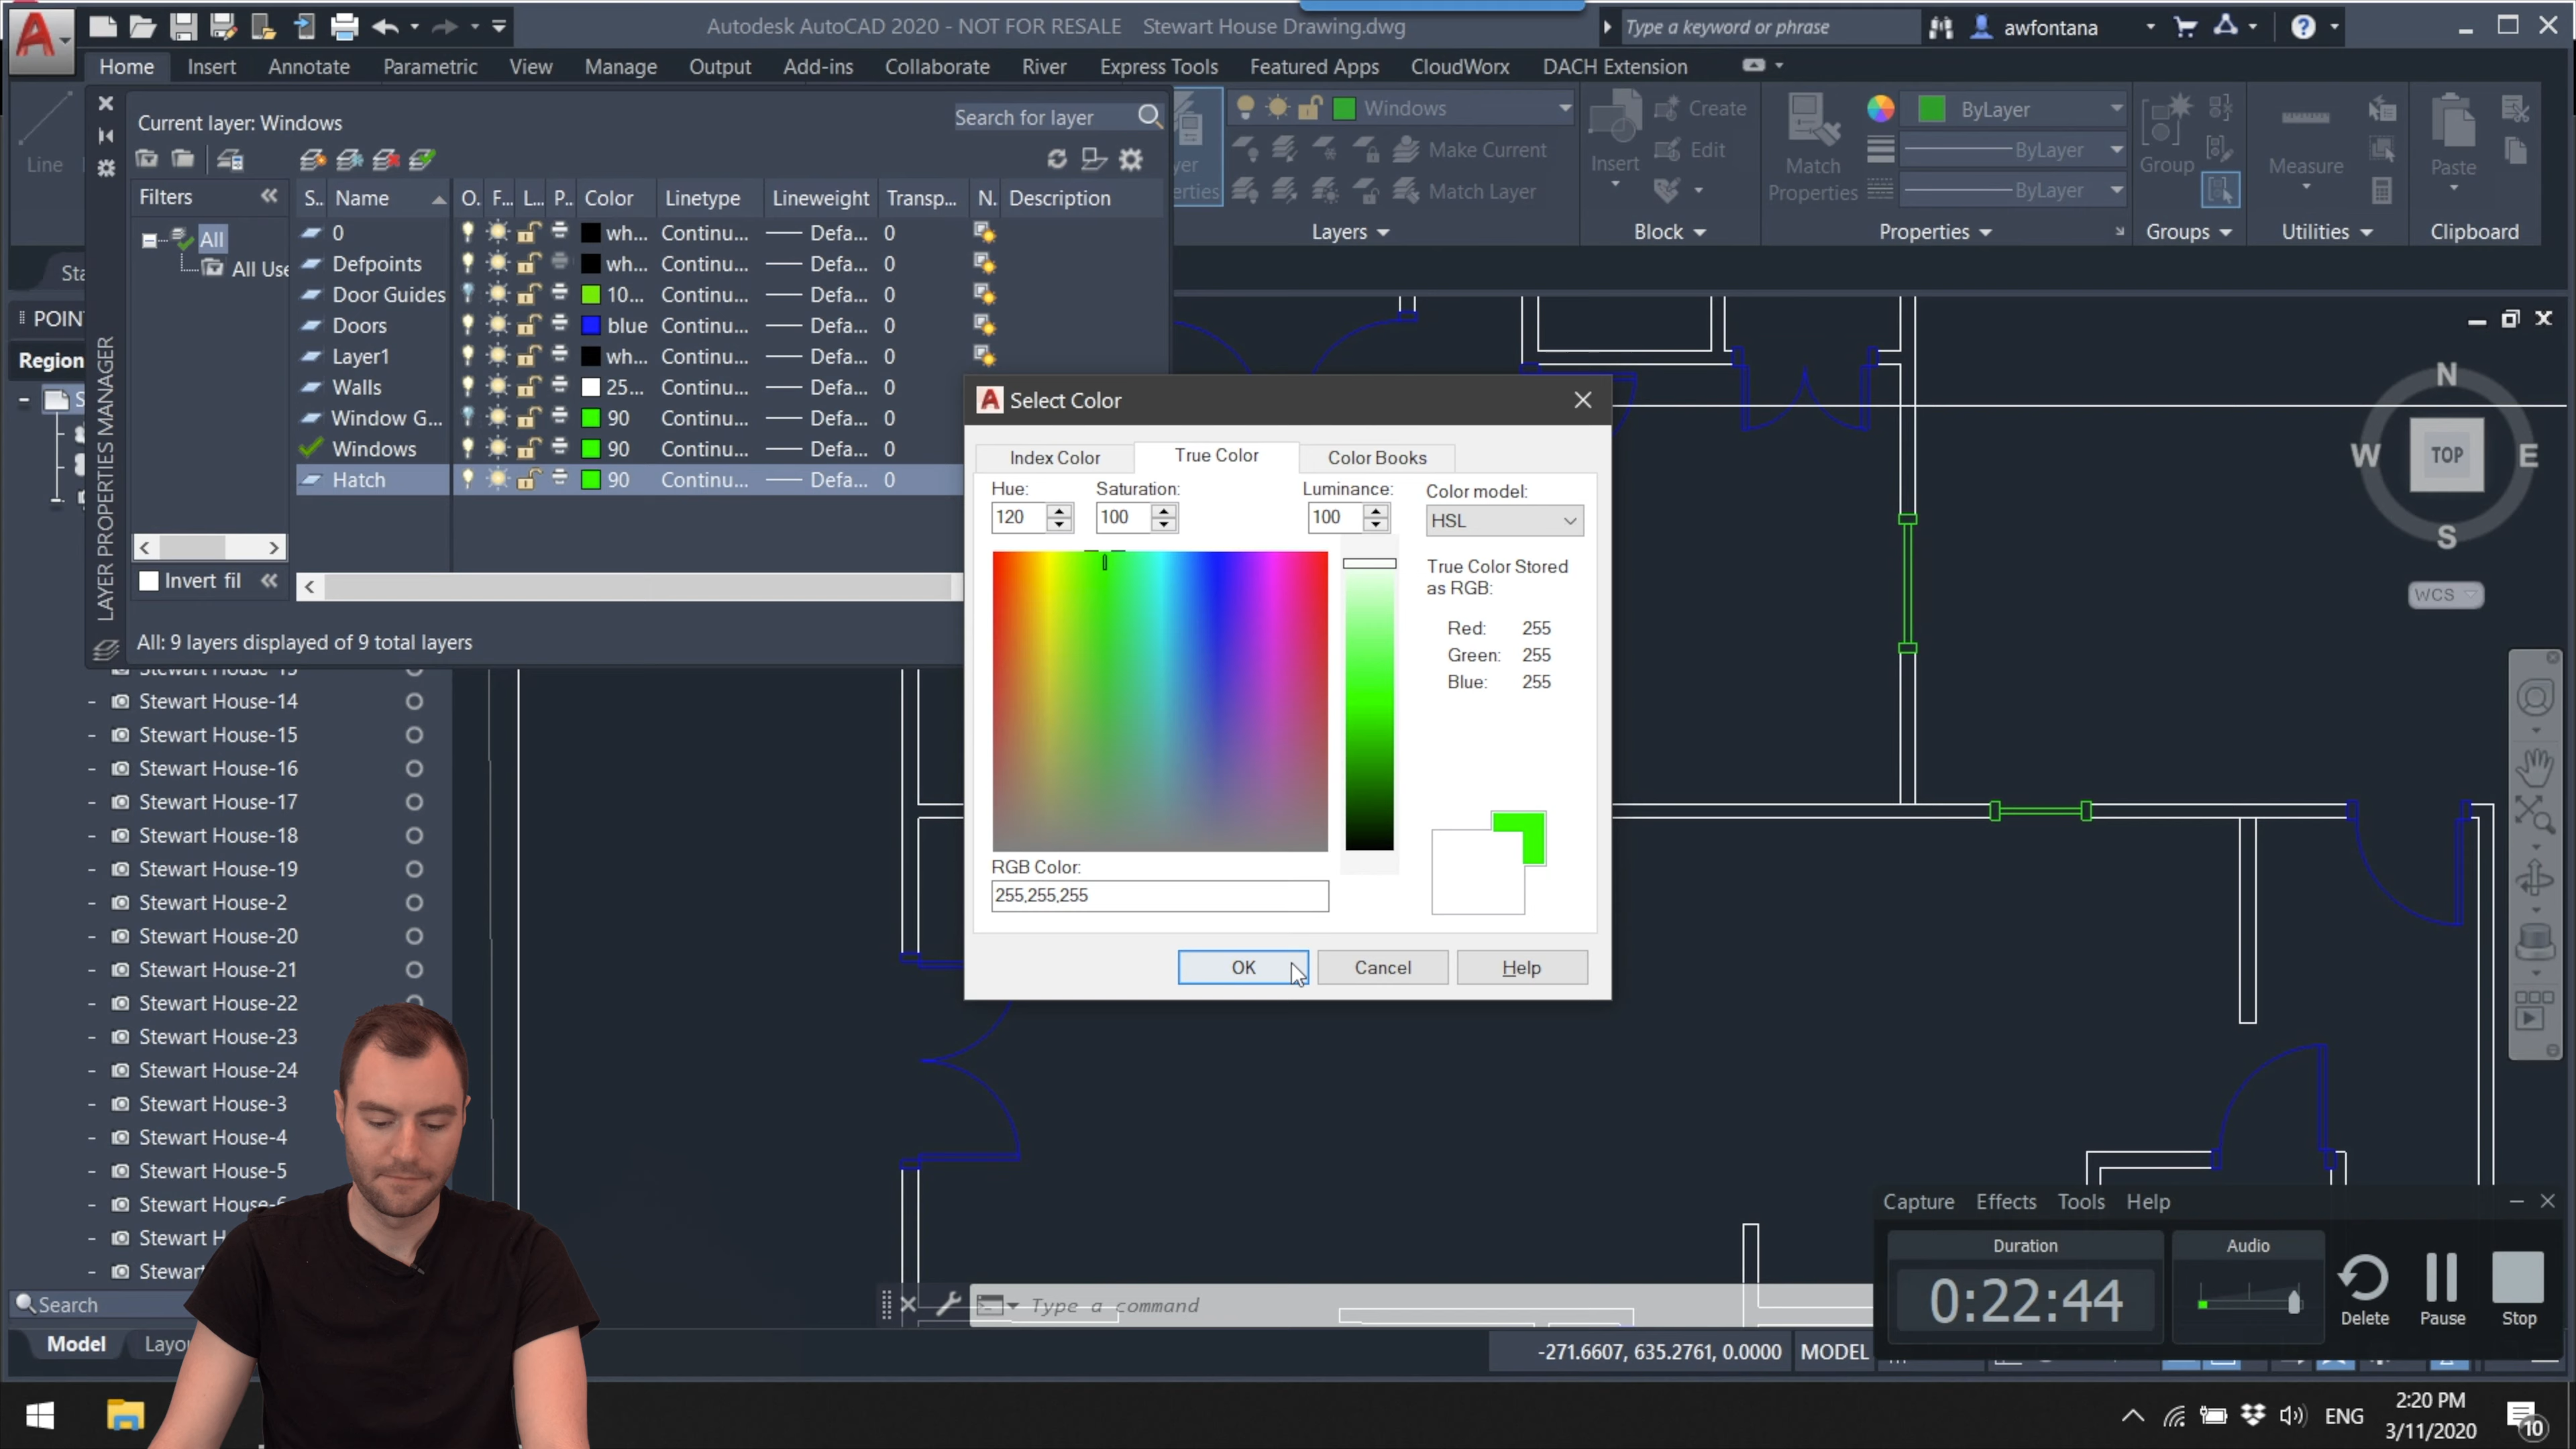 Autodesk AutoCAD 2020 - NOT FOR RESALE Stewart House Drawing.dwg
Type a keyword or phrase
awfontana
Home Insert Annotate Parametric View Manage Output Add-ins Collaborate River Express Tools Featured Apps CloudWorx DACH Extension
Line
Current layer: Windows
Search for layer
Filters
All
All Use
S.. Name O. F.. L... P.. Color Linetype Lineweight Transp... N. Description
0 wh... Continu... Defa... 0
Defpoints wh... Continu... Defa... 0
Door Guides 10... Continu... Defa... 0
Doors blue Continu... Defa... 0
Layer1 wh... Continu... Defa... 0
Walls 25... Continu... Defa... 0
Window G... 90 Continu... Defa... 0
Windows 90 Continu... Defa... 0
Hatch 90 Continu... Defa... 0
Invert fil
All: 9 layers displayed of 9 total layers
LAYER PROPERTIES MANAGER
Windows
Make Current
Match Layer
Layers
Insert
Create
Edit
Block
Match
Properties
ByLayer
ByLayer
ByLayer
Properties
Group
Groups
Measure
Utilities
Paste
Clipboard
Sta
POIN
Region
S
Select Color
Index Color True Color Color Books
Hue: Saturation: Luminance: Color model:
120 100 100 HSL
True Color Stored
as RGB:
Red: 255
Green: 255
Blue: 255
RGB Color:
255,255,255
OK Cancel Help
N
W TOP E
S
WCS
Stewart House-14
Stewart House-15
Stewart House-16
Stewart House-17
Stewart House-18
Stewart House-19
Stewart House-2
Stewart House-20
Stewart House-21
Stewart House-22
Stewart House-23
Stewart House-24
Stewart House-3
Stewart House-4
Stewart House-5
Stewart House-6
Stewart H
Stewar
Search
Model Layou
Type a command
-271.6607, 635.2761, 0.0000 MODEL
Capture Effects Tools Help
Duration Audio
0:22:44
Delete Pause Stop
ENG
2:20 PM
3/11/2020
10